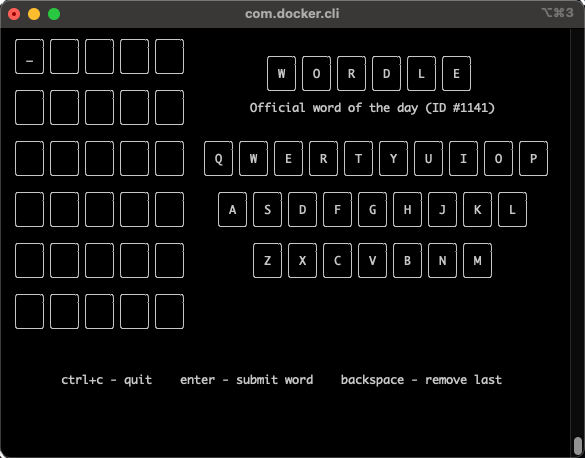 com.docker.cli
⌥⌘3
_
W O R D L E
Official word of the day (ID #1141)
Q W E R T Y U I O P
A S D F G H J K L
Z X C V B N M
ctrl+c - quit enter - submit word backspace - remove last